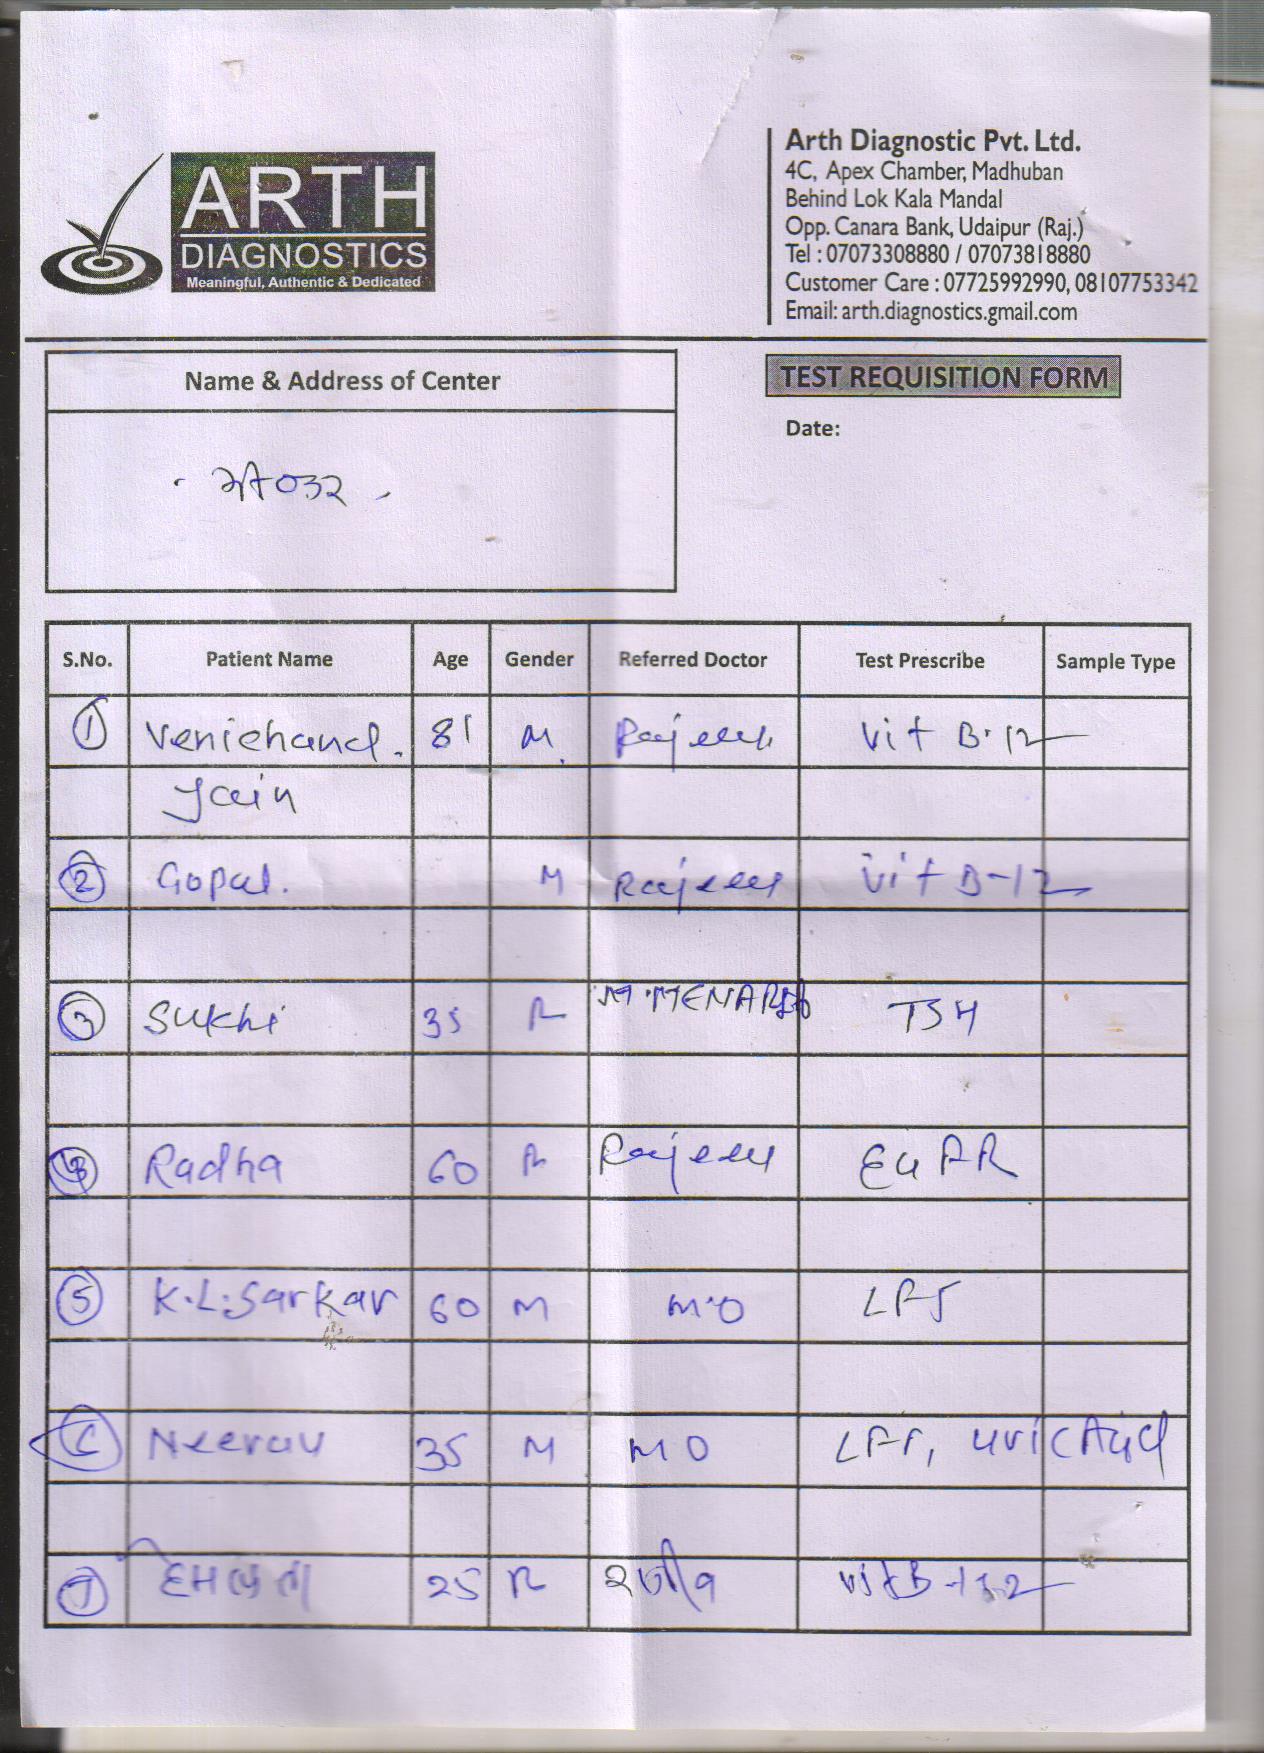 ARTH
DIAGNOSTICS
Meaningful, Authentic & Dedicated
Arth Diagnostic Pvt. Ltd.
4C, Apex Chamber, Madhuban
Behind Lok Kala Mandal
Opp. Canara Bank, Udaipur (Raj.)
Tel : 07073308880 / 07073818880
Customer Care : 07725992990, 08107753342
Email: arth.diagnostics.gmail.com
Name & Address of Center
TEST REQUISITION FORM
Date:
S.No. Patient Name Age Gender Referred Doctor Test Prescribe Sample Type
1 Venichand. 81 M. Rajeev Vit B-12
Jain
2 Gopal. M Rajeev Vit B-12
3 Sukhi 35 TSH
Radha 60 Rajeev
5 K.L. Sarkar 60 M M.O
6 Neerav 35 M MO uric Acid
7 25 Vit B-12